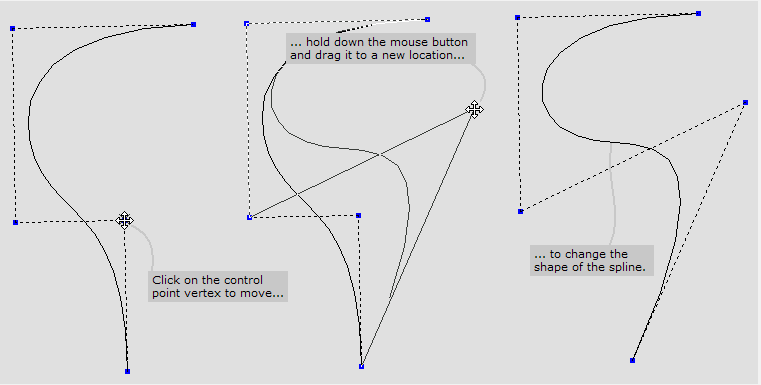 Click on the control
point vertex to move...
... hold down the mouse button
and drag it to a new location...
... to change the
shape of the spline.